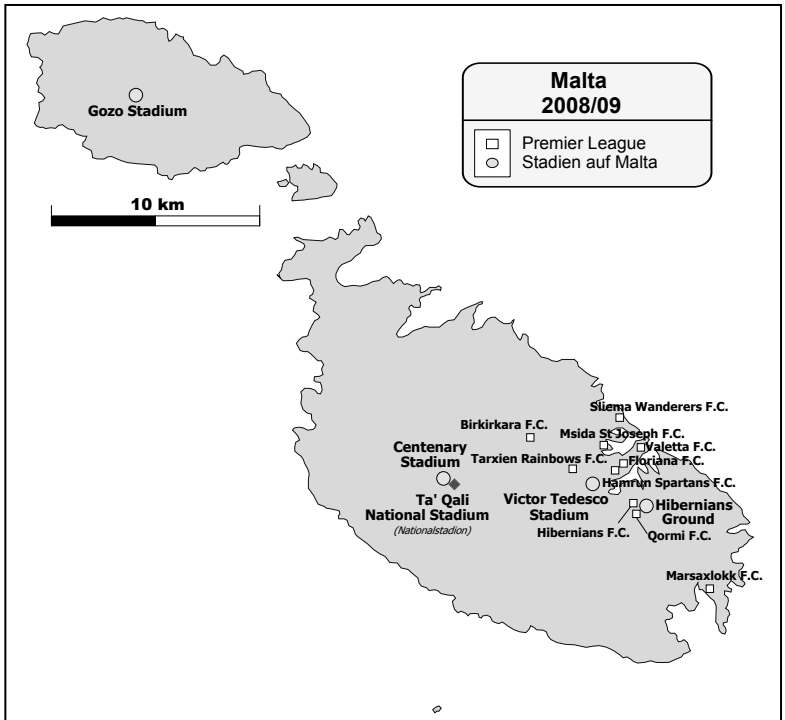 Malta
2008/09
Premier League
Stadien auf Malta
Gozo Stadium
10 km
Sliema Wanderers F.C.
Birkirkara F.C.
Msida St Joseph F.C.
Valetta F.C.
Centenary
Stadium
Tarxien Rainbows F.C.
Floriana F.C.
Hamrun Spartans F.C.
Ta' Qali
National Stadium
(Nationalstadion)
Victor Tedesco
Stadium
Hibernians
Ground
Hibernians F.C.
Qormi F.C.
Marsaxlokk F.C.